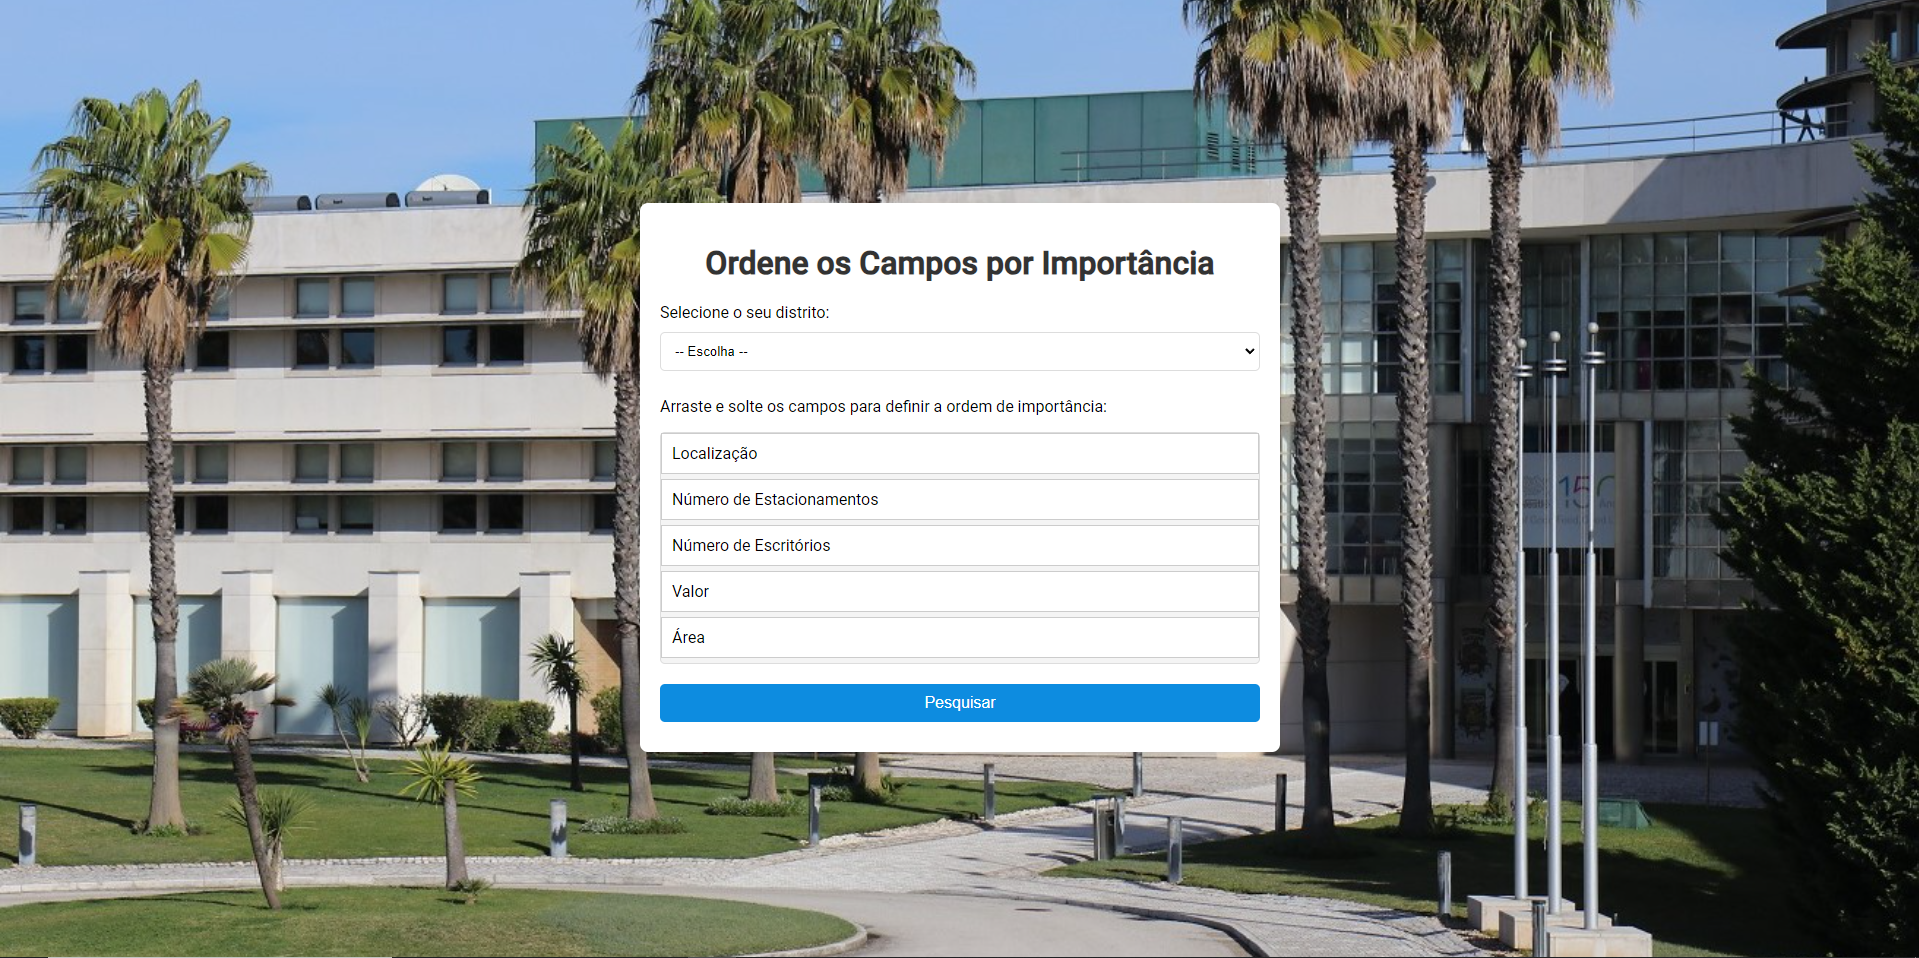 Ordene os Campos por Importância
Selecione o seu distrito:
-- Escolha --
Arraste e solte os campos para definir a ordem de importância:
Localização
Número de Estacionamentos
Número de Escritórios
Valor
Área
Pesquisar
150